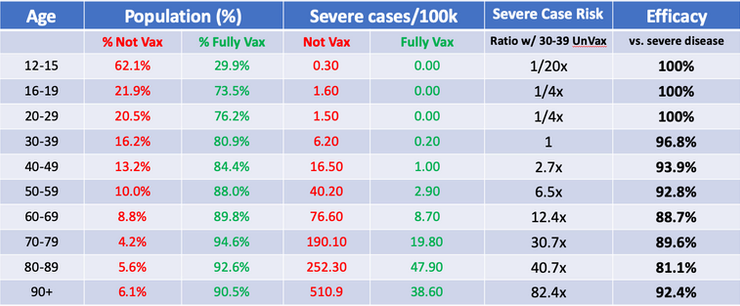 Age Population (%) Severe cases/100k Severe Case Risk Efficacy
% Not Vax % Fully Vax Not Vax Fully Vax Ratio w/ 30-39 UnVax vs. severe disease
12-15 62.1% 29.9% 0.30 0.00 1/20x 100%
16-19 21.9% 73.5% 1.60 0.00 1/4x 100%
20-29 20.5% 76.2% 1.50 0.00 1/4x 100%
30-39 16.2% 80.9% 6.20 0.20 1 96.8%
40-49 13.2% 84.4% 16.50 1.00 2.7x 93.9%
50-59 10.0% 88.0% 40.20 2.90 6.5x 92.8%
60-69 8.8% 89.8% 76.60 8.70 12.4x 88.7%
70-79 4.2% 94.6% 190.10 19.80 30.7x 89.6%
80-89 5.6% 92.6% 252.30 47.90 40.7x 81.1%
90+ 6.1% 90.5% 510.9 38.60 82.4x 92.4%